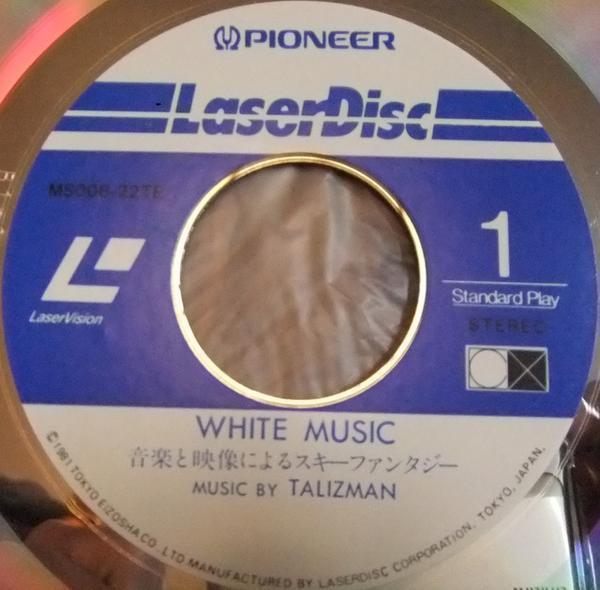 PIONEER
LaserDisc
MS006-22TE
1
Standard Play
LaserVision
STEREO
WHITE MUSIC
音楽と映像によるスキーファンタジー
MUSIC BY TALIZMAN
©1981 TOKYO EIZOSHA CO., LTD MANUFACTURED BY LASERDISC CORPORATION, TOKYO, JAPAN.